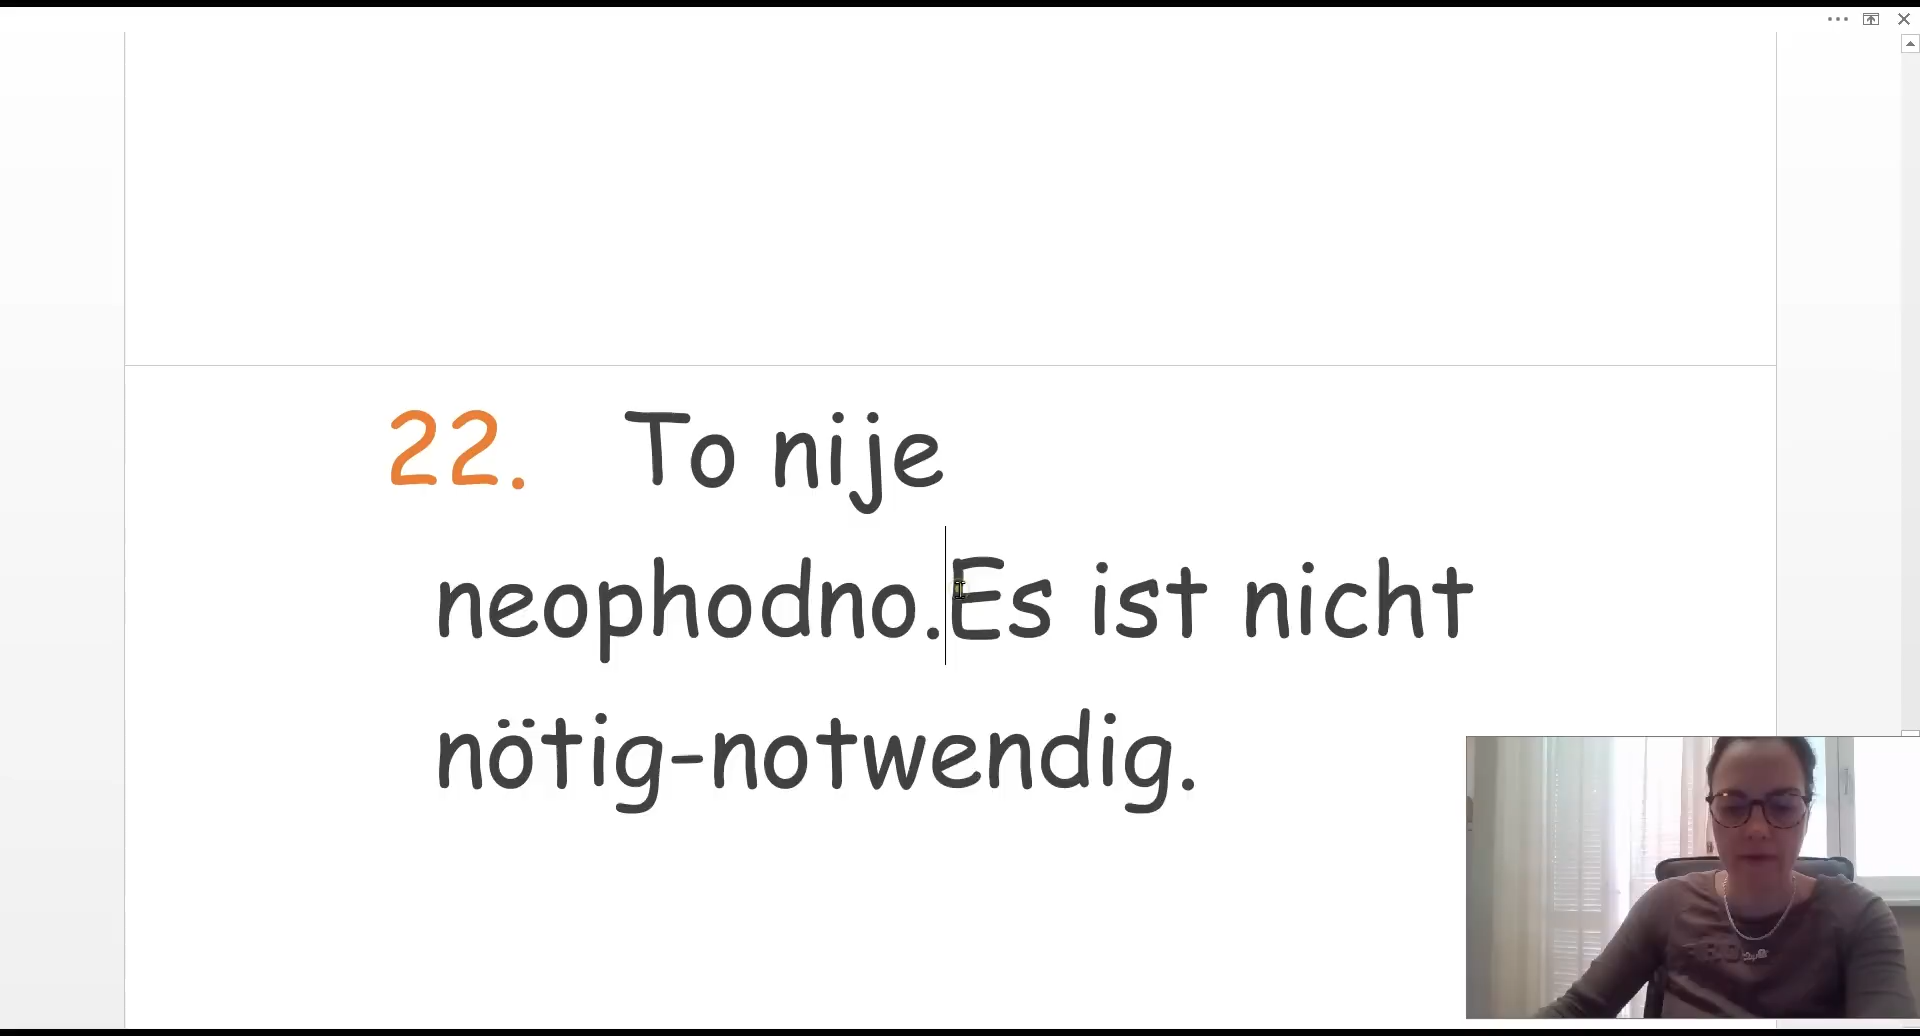 22. To nije
neophodno.Es ist nicht
nötig-notwendig.